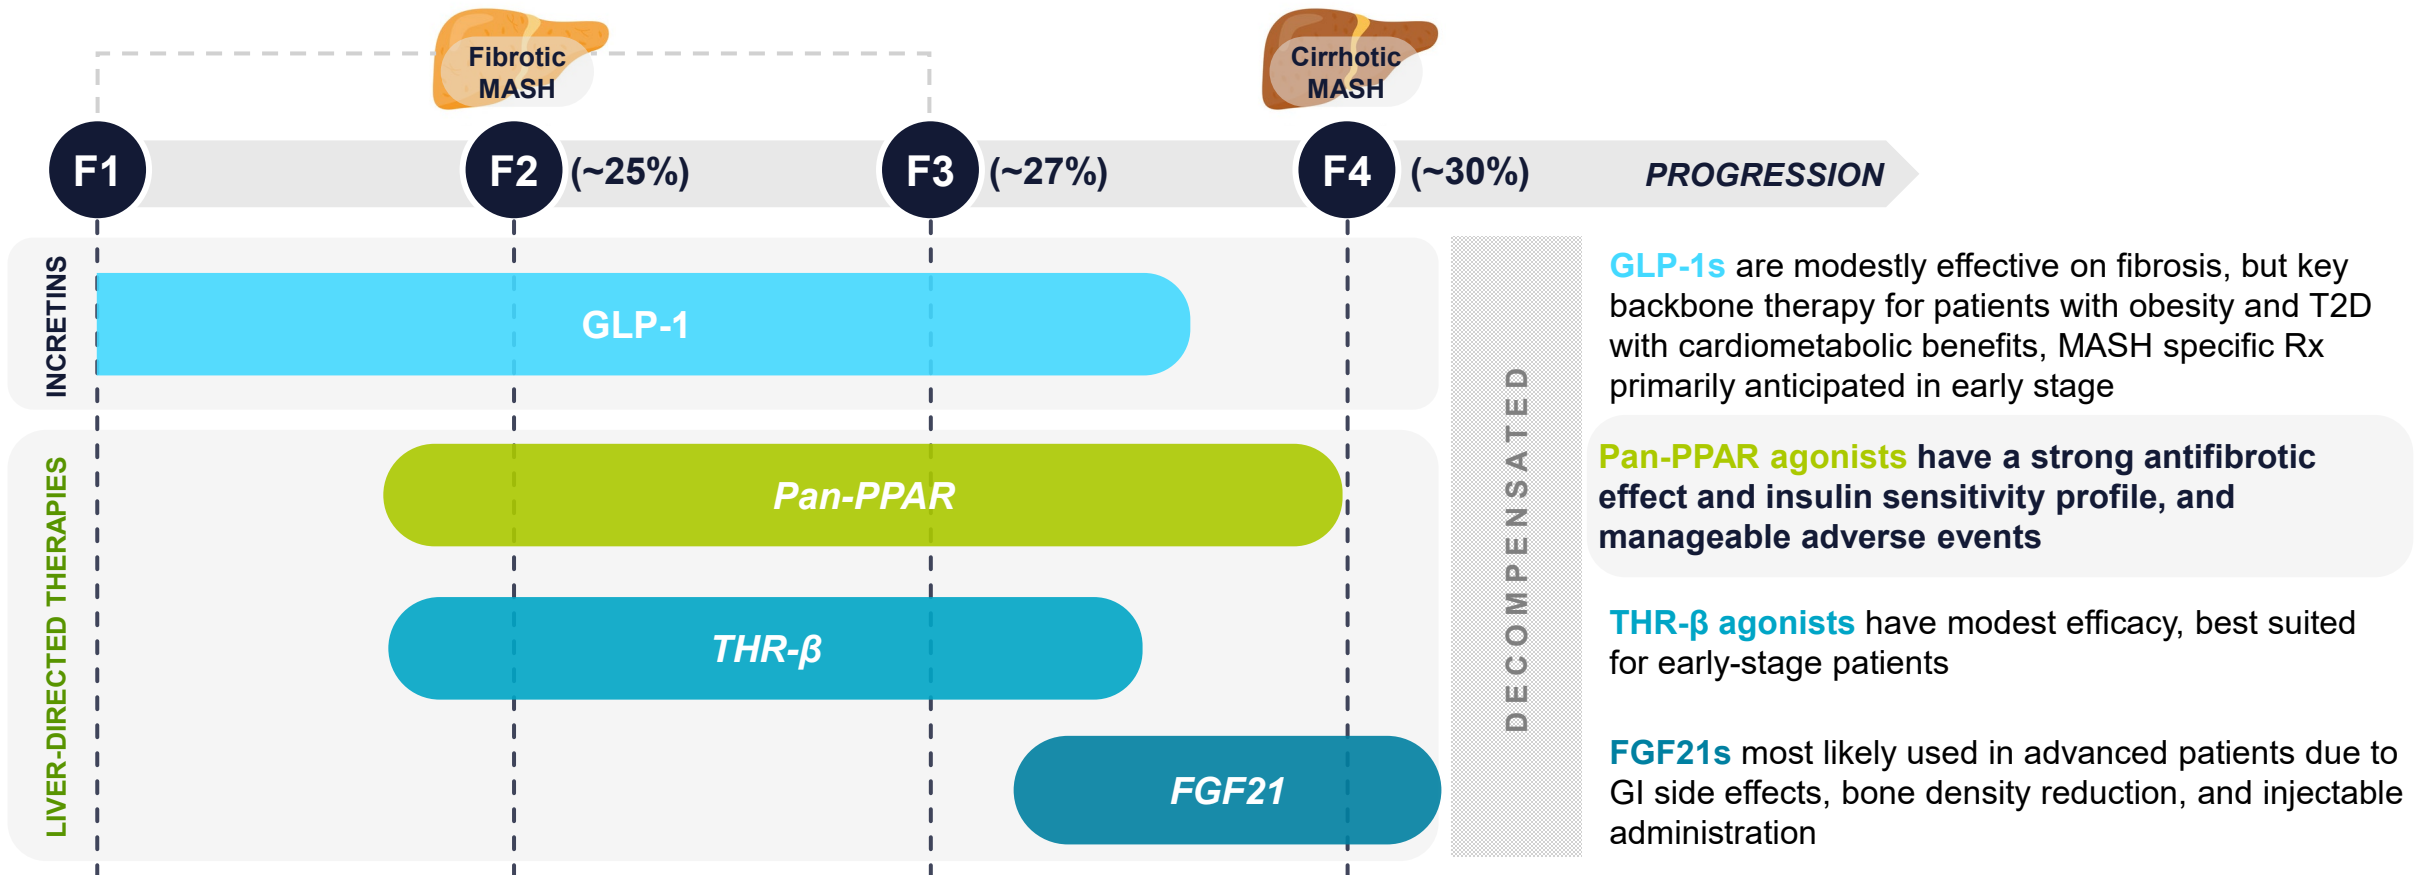 Fibrotic
MASH
Cirrhotic
MASH
F1
F2 (~25%)
F3 (~27%)
F4 (~30%)
PROGRESSION
INCRETINS
GLP-1
GLP-1s are modestly effective on fibrosis, but key
backbone therapy for patients with obesity and T2D
with cardiometabolic benefits, MASH specific Rx
primarily anticipated in early stage
LIVER-DIRECTED THERAPIES
Pan-PPAR
THR-β
FGF21
DECOMPENSATED
Pan-PPAR agonists have a strong antifibrotic
effect and insulin sensitivity profile, and
manageable adverse events
THR-β agonists have modest efficacy, best suited
for early-stage patients
FGF21s most likely used in advanced patients due to
GI side effects, bone density reduction, and injectable
administration